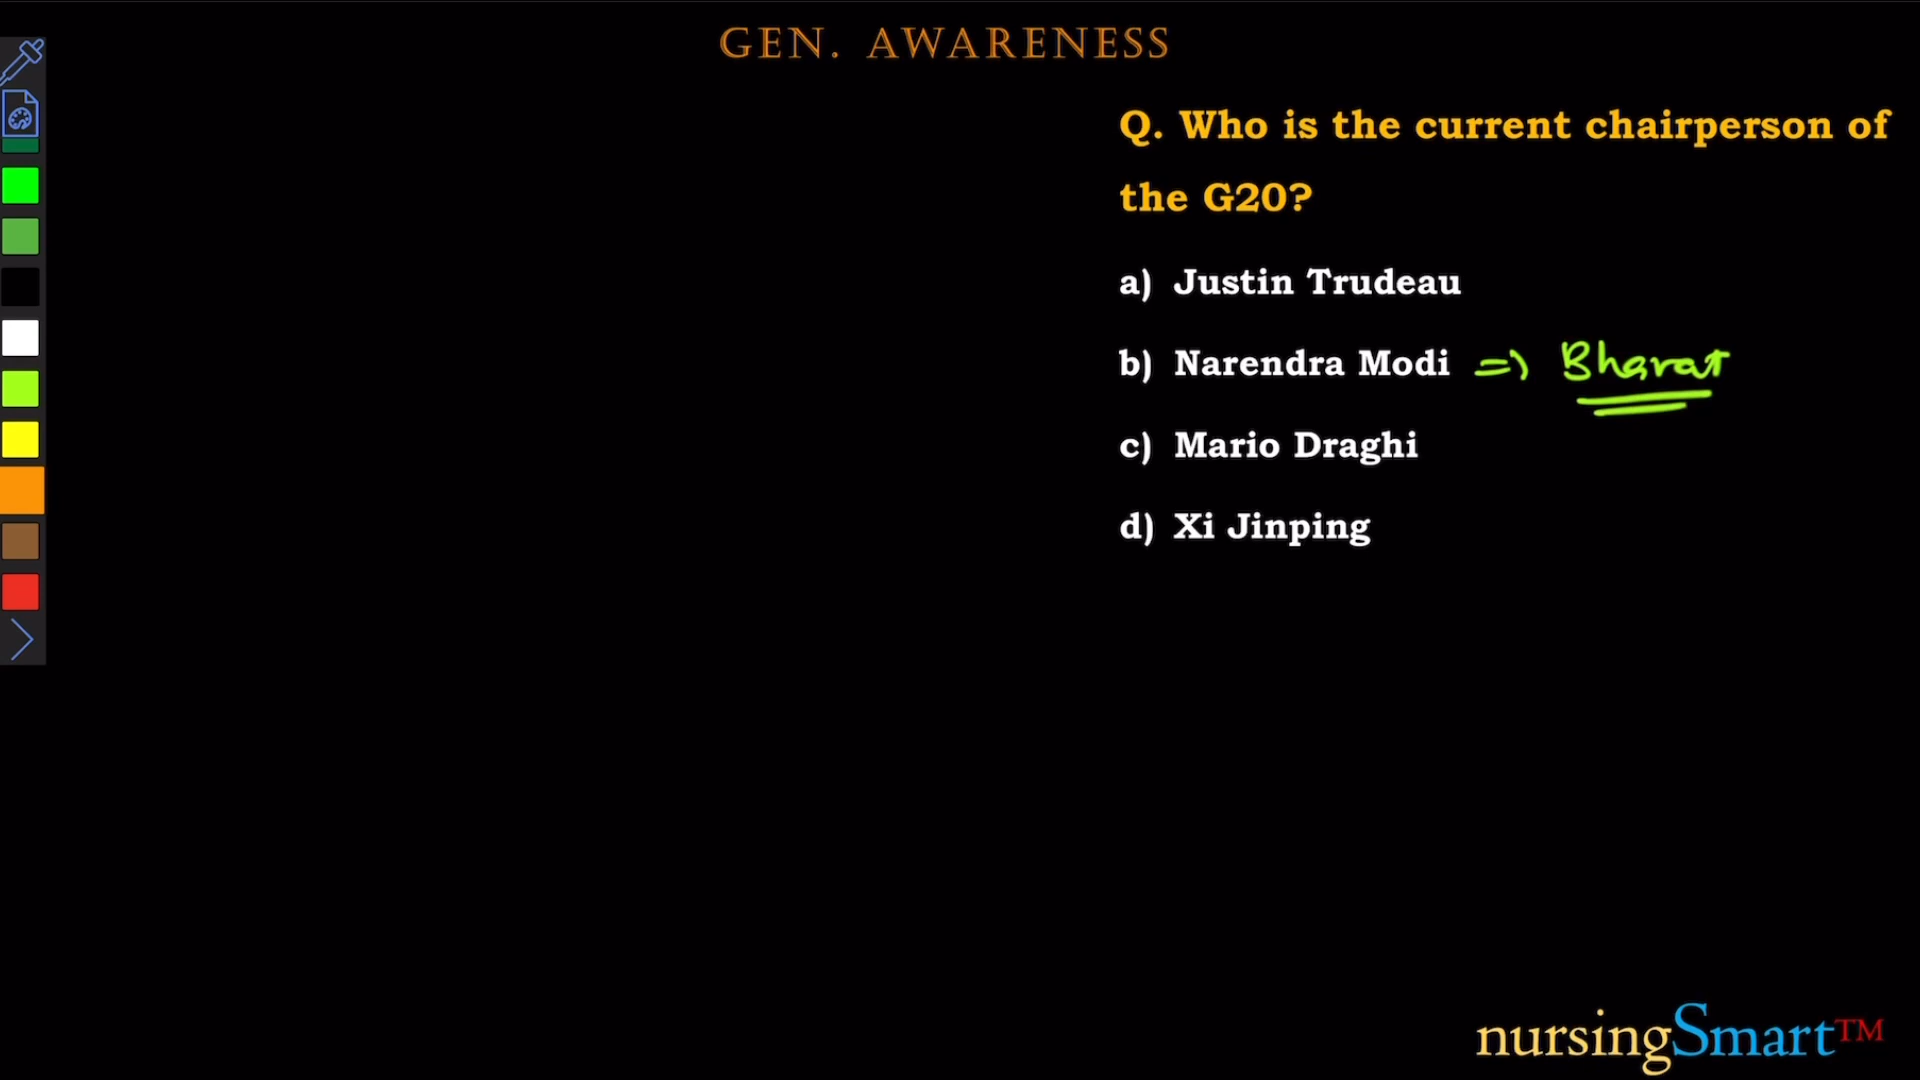 GEN. AWARENESS
Q. Who is the current chairperson of
the G20?
a) Justin Trudeau
b) Narendra Modi => Bharat
c) Mario Draghi
d) Xi Jinping
nursingSmart™